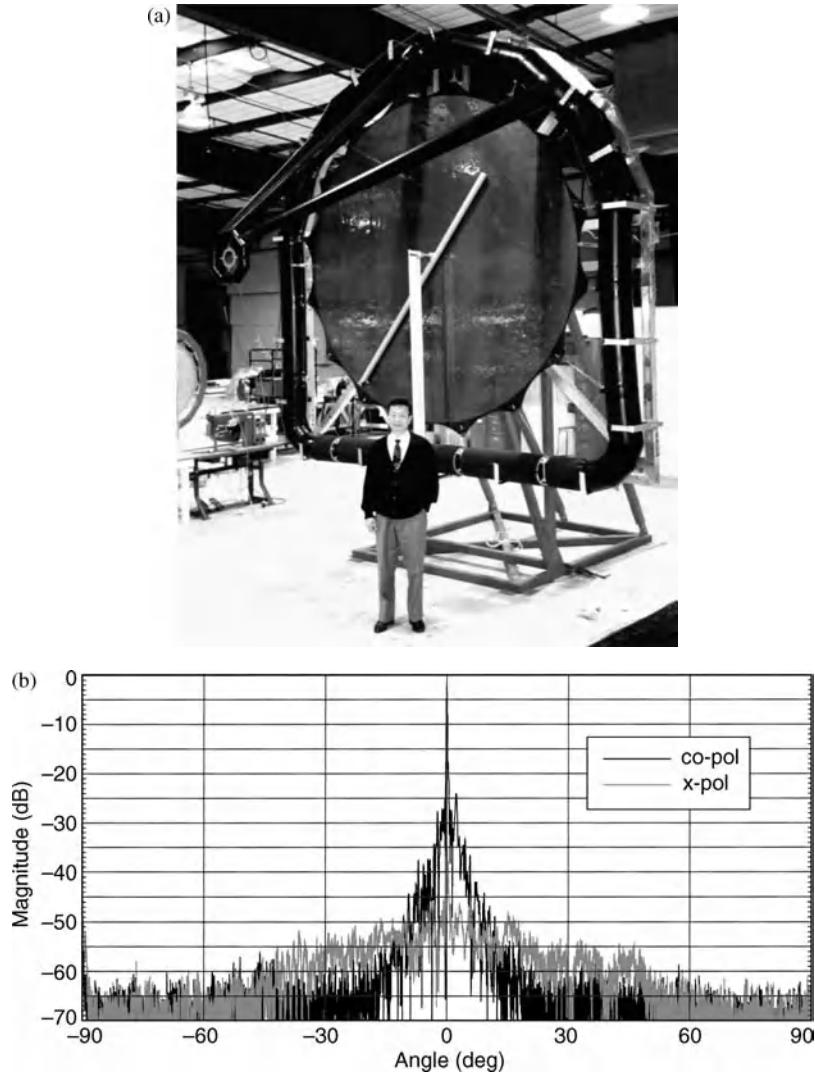 (a)
(b)
0
–10
–20
–30
–40
–50
–60
–70
Magnitude (dB)
co-pol
x-pol
–90
–60
–30
0
30
60
90
Angle (deg)